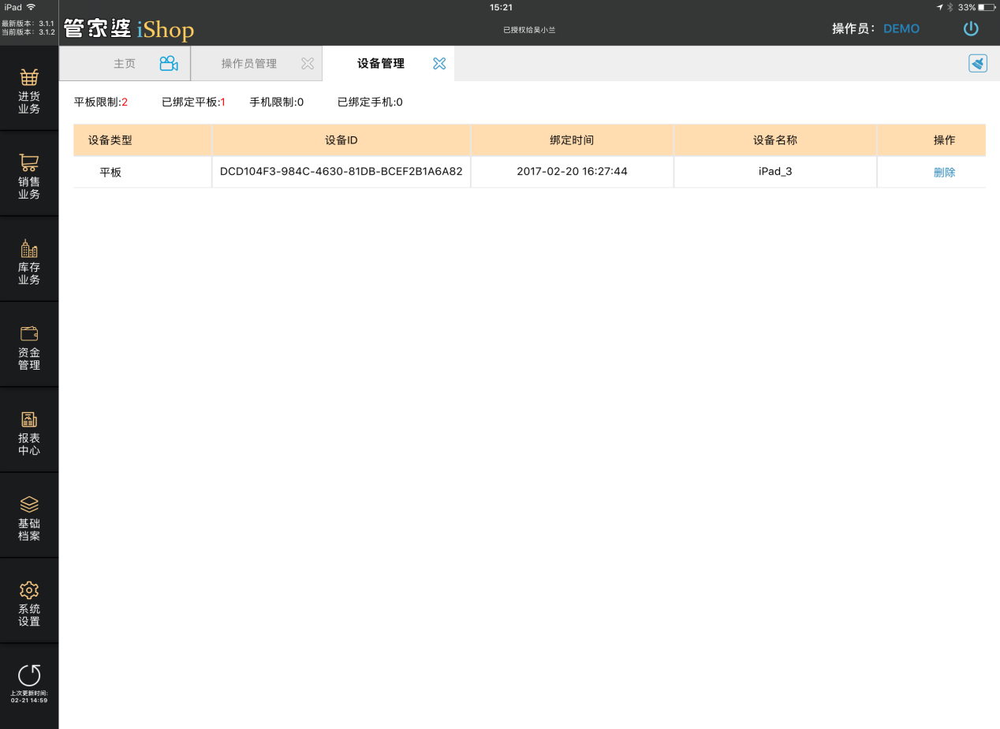 iPad
15:21
33%
最新版本：3.1.1
当前版本：3.1.2
管家婆 iShop
已授权给吴小兰
操作员： DEMO
主页
操作员管理
设备管理
平板限制:2 已绑定平板:1 手机限制:0 已绑定手机:0
设备类型 设备ID 绑定时间 设备名称 操作
平板 DCD104F3-984C-4630-81DB-BCEF2B1A6A82 2017-02-20 16:27:44 iPad_3 删除
进货
业务
销售
业务
库存
业务
资金
管理
报表
中心
基础
档案
系统
设置
上次更新时间:
02-21 14:59